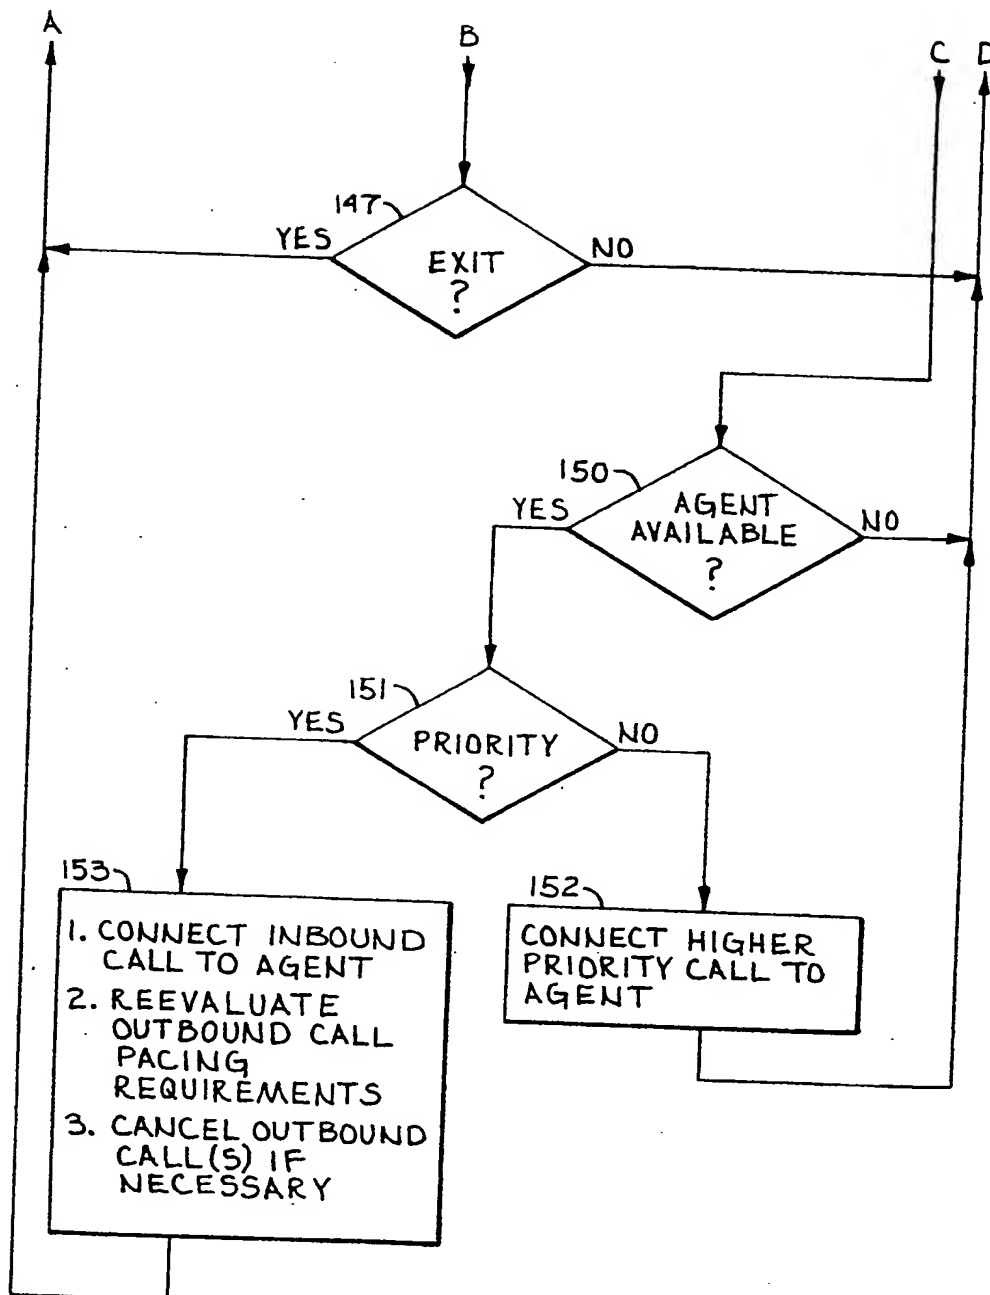 A
B
C D
147
YES
NO
EXIT
?
150
YES
AGENT
AVAILABLE
?
NO
151
YES
NO
PRIORITY
?
153
1. CONNECT INBOUND
CALL TO AGENT
2. REEVALUATE
OUTBOUND CALL
PACING
REQUIREMENTS
3. CANCEL OUTBOUND
CALL(S) IF
NECESSARY
152
CONNECT HIGHER
PRIORITY CALL TO
AGENT